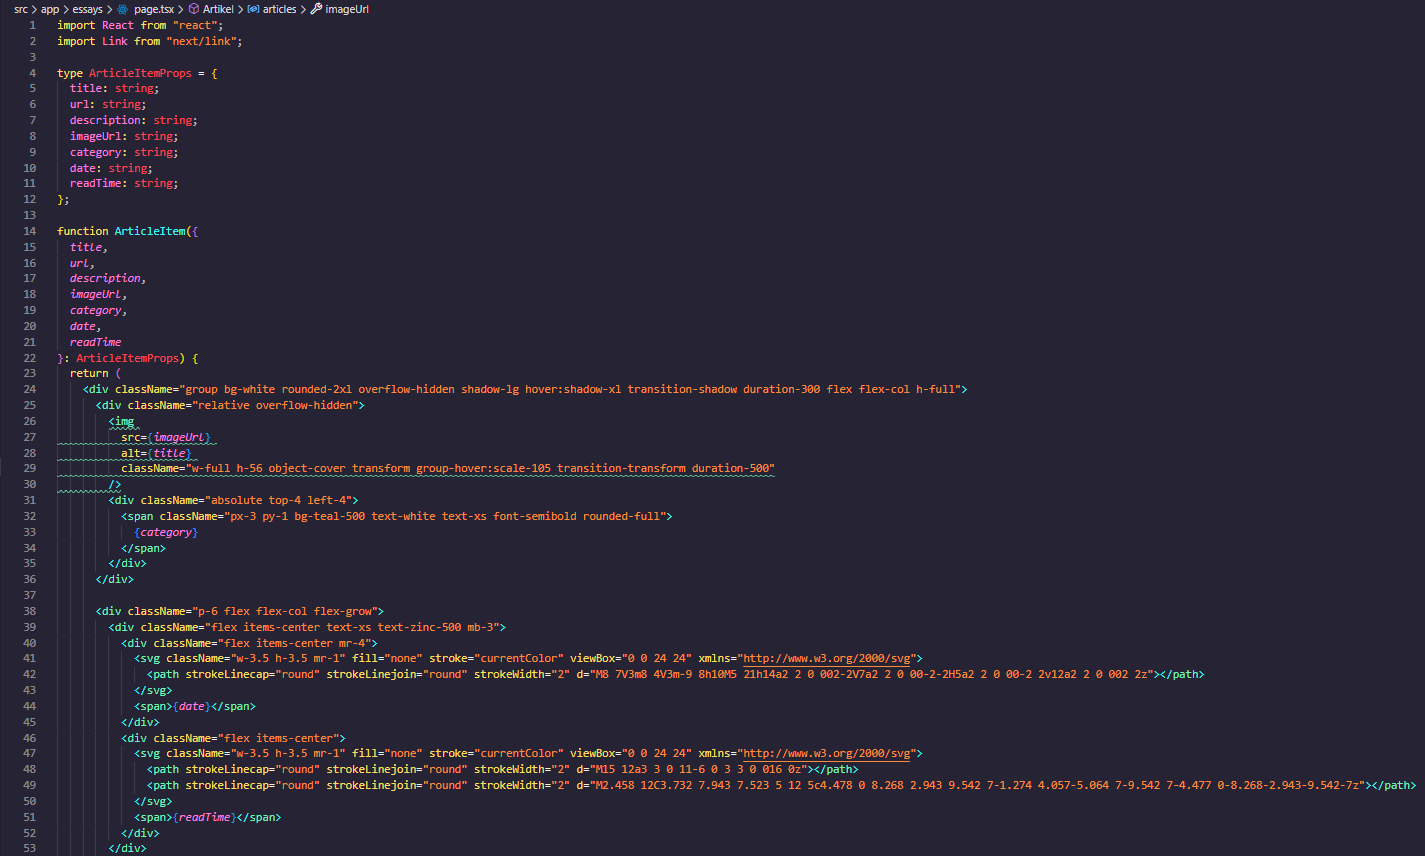 src > app > essays > page.tsx > Artikel > articles > imageUrl
1 import React from "react";
2 import Link from "next/link";
3
4 type ArticleItemProps = {
5   title: string;
6   url: string;
7   description: string;
8   imageUrl: string;
9   category: string;
10   date: string;
11   readTime: string;
12 };
13
14 function ArticleItem({
15   title,
16   url,
17   description,
18   imageUrl,
19   category,
20   date,
21   readTime
22 }: ArticleItemProps) {
23   return (
24     <div className="group bg-white rounded-2xl overflow-hidden shadow-lg hover:shadow-xl transition-shadow duration-300 flex flex-col h-full">
25       <div className="relative overflow-hidden">
26         <img
27           src={imageUrl}
28           alt={title}
29           className="w-full h-56 object-cover transform group-hover:scale-105 transition-transform duration-500"
30         />
31         <div className="absolute top-4 left-4">
32           <span className="px-3 py-1 bg-teal-500 text-white text-xs font-semibold rounded-full">
33             {category}
34           </span>
35         </div>
36       </div>
37
38       <div className="p-6 flex flex-col flex-grow">
39         <div className="flex items-center text-xs text-zinc-500 mb-3">
40           <div className="flex items-center mr-4">
41             <svg className="w-3.5 h-3.5 mr-1" fill="none" stroke="currentColor" viewBox="0 0 24 24" xmlns="http://www.w3.org/2000/svg">
42               <path strokeLinecap="round" strokeLinejoin="round" strokeWidth="2" d="M8 7V3m8 4V3m-9 8h10M5 21h14a2 2 0 002-2V7a2 2 0 00-2-2H5a2 2 0 00-2 2v12a2 2 0 002 2z"></path>
43             </svg>
44             <span>{date}</span>
45           </div>
46           <div className="flex items-center">
47             <svg className="w-3.5 h-3.5 mr-1" fill="none" stroke="currentColor" viewBox="0 0 24 24" xmlns="http://www.w3.org/2000/svg">
48               <path strokeLinecap="round" strokeLinejoin="round" strokeWidth="2" d="M15 12a3 3 0 11-6 0 3 3 0 016 0z"></path>
49               <path strokeLinecap="round" strokeLinejoin="round" strokeWidth="2" d="M2.458 12C3.732 7.943 7.523 5 12 5c4.478 0 8.268 2.943 9.542 7-1.274 4.057-5.064 7-9.542 7-4.477 0-8.268-2.943-9.542-7z"></path>
50             </svg>
51             <span>{readTime}</span>
52           </div>
53         </div>